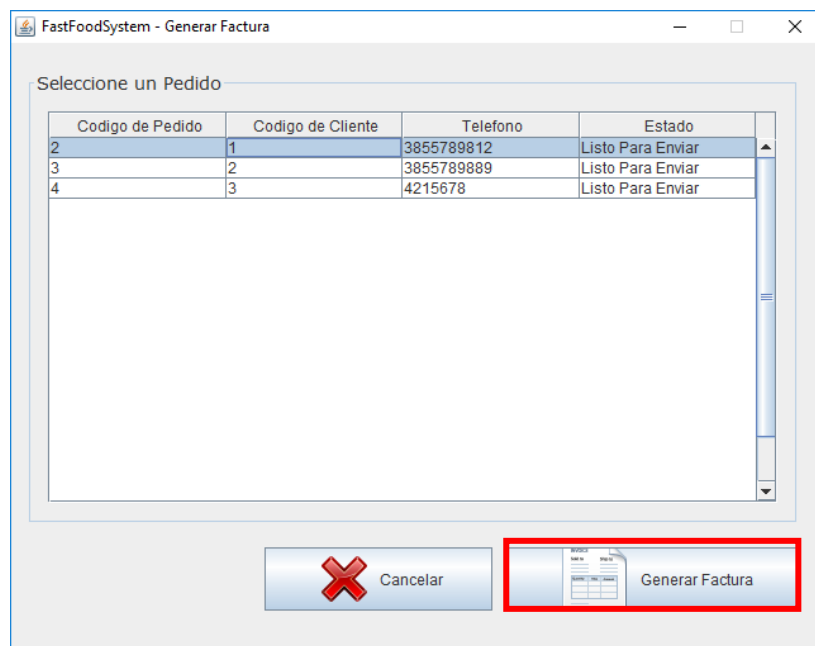 FastFoodSystem - Generar Factura
Seleccione un Pedido
Codigo de Pedido Codigo de Cliente Telefono Estado
2 1 3855789812 Listo Para Enviar
3 2 3855789889 Listo Para Enviar
4 3 4215678 Listo Para Enviar
Cancelar
INVOICE
Generar Factura